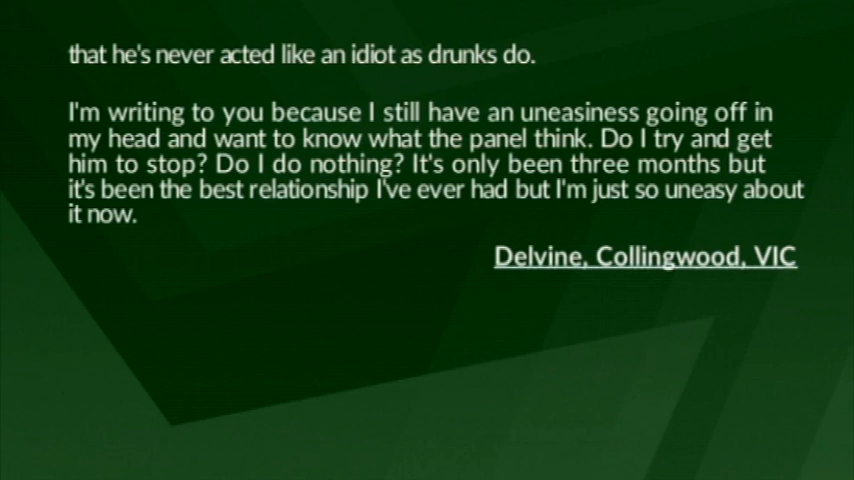 that he's never acted like an idiot as drunks do.
I'm writing to you because I still have an uneasiness going off in
my head and want to know what the panel think. Do I try and get
him to stop? Do I do nothing? It's only been three months but
it's been the best relationship I've ever had but I'm just so uneasy about
it now.
Delvine, Collingwood, VIC